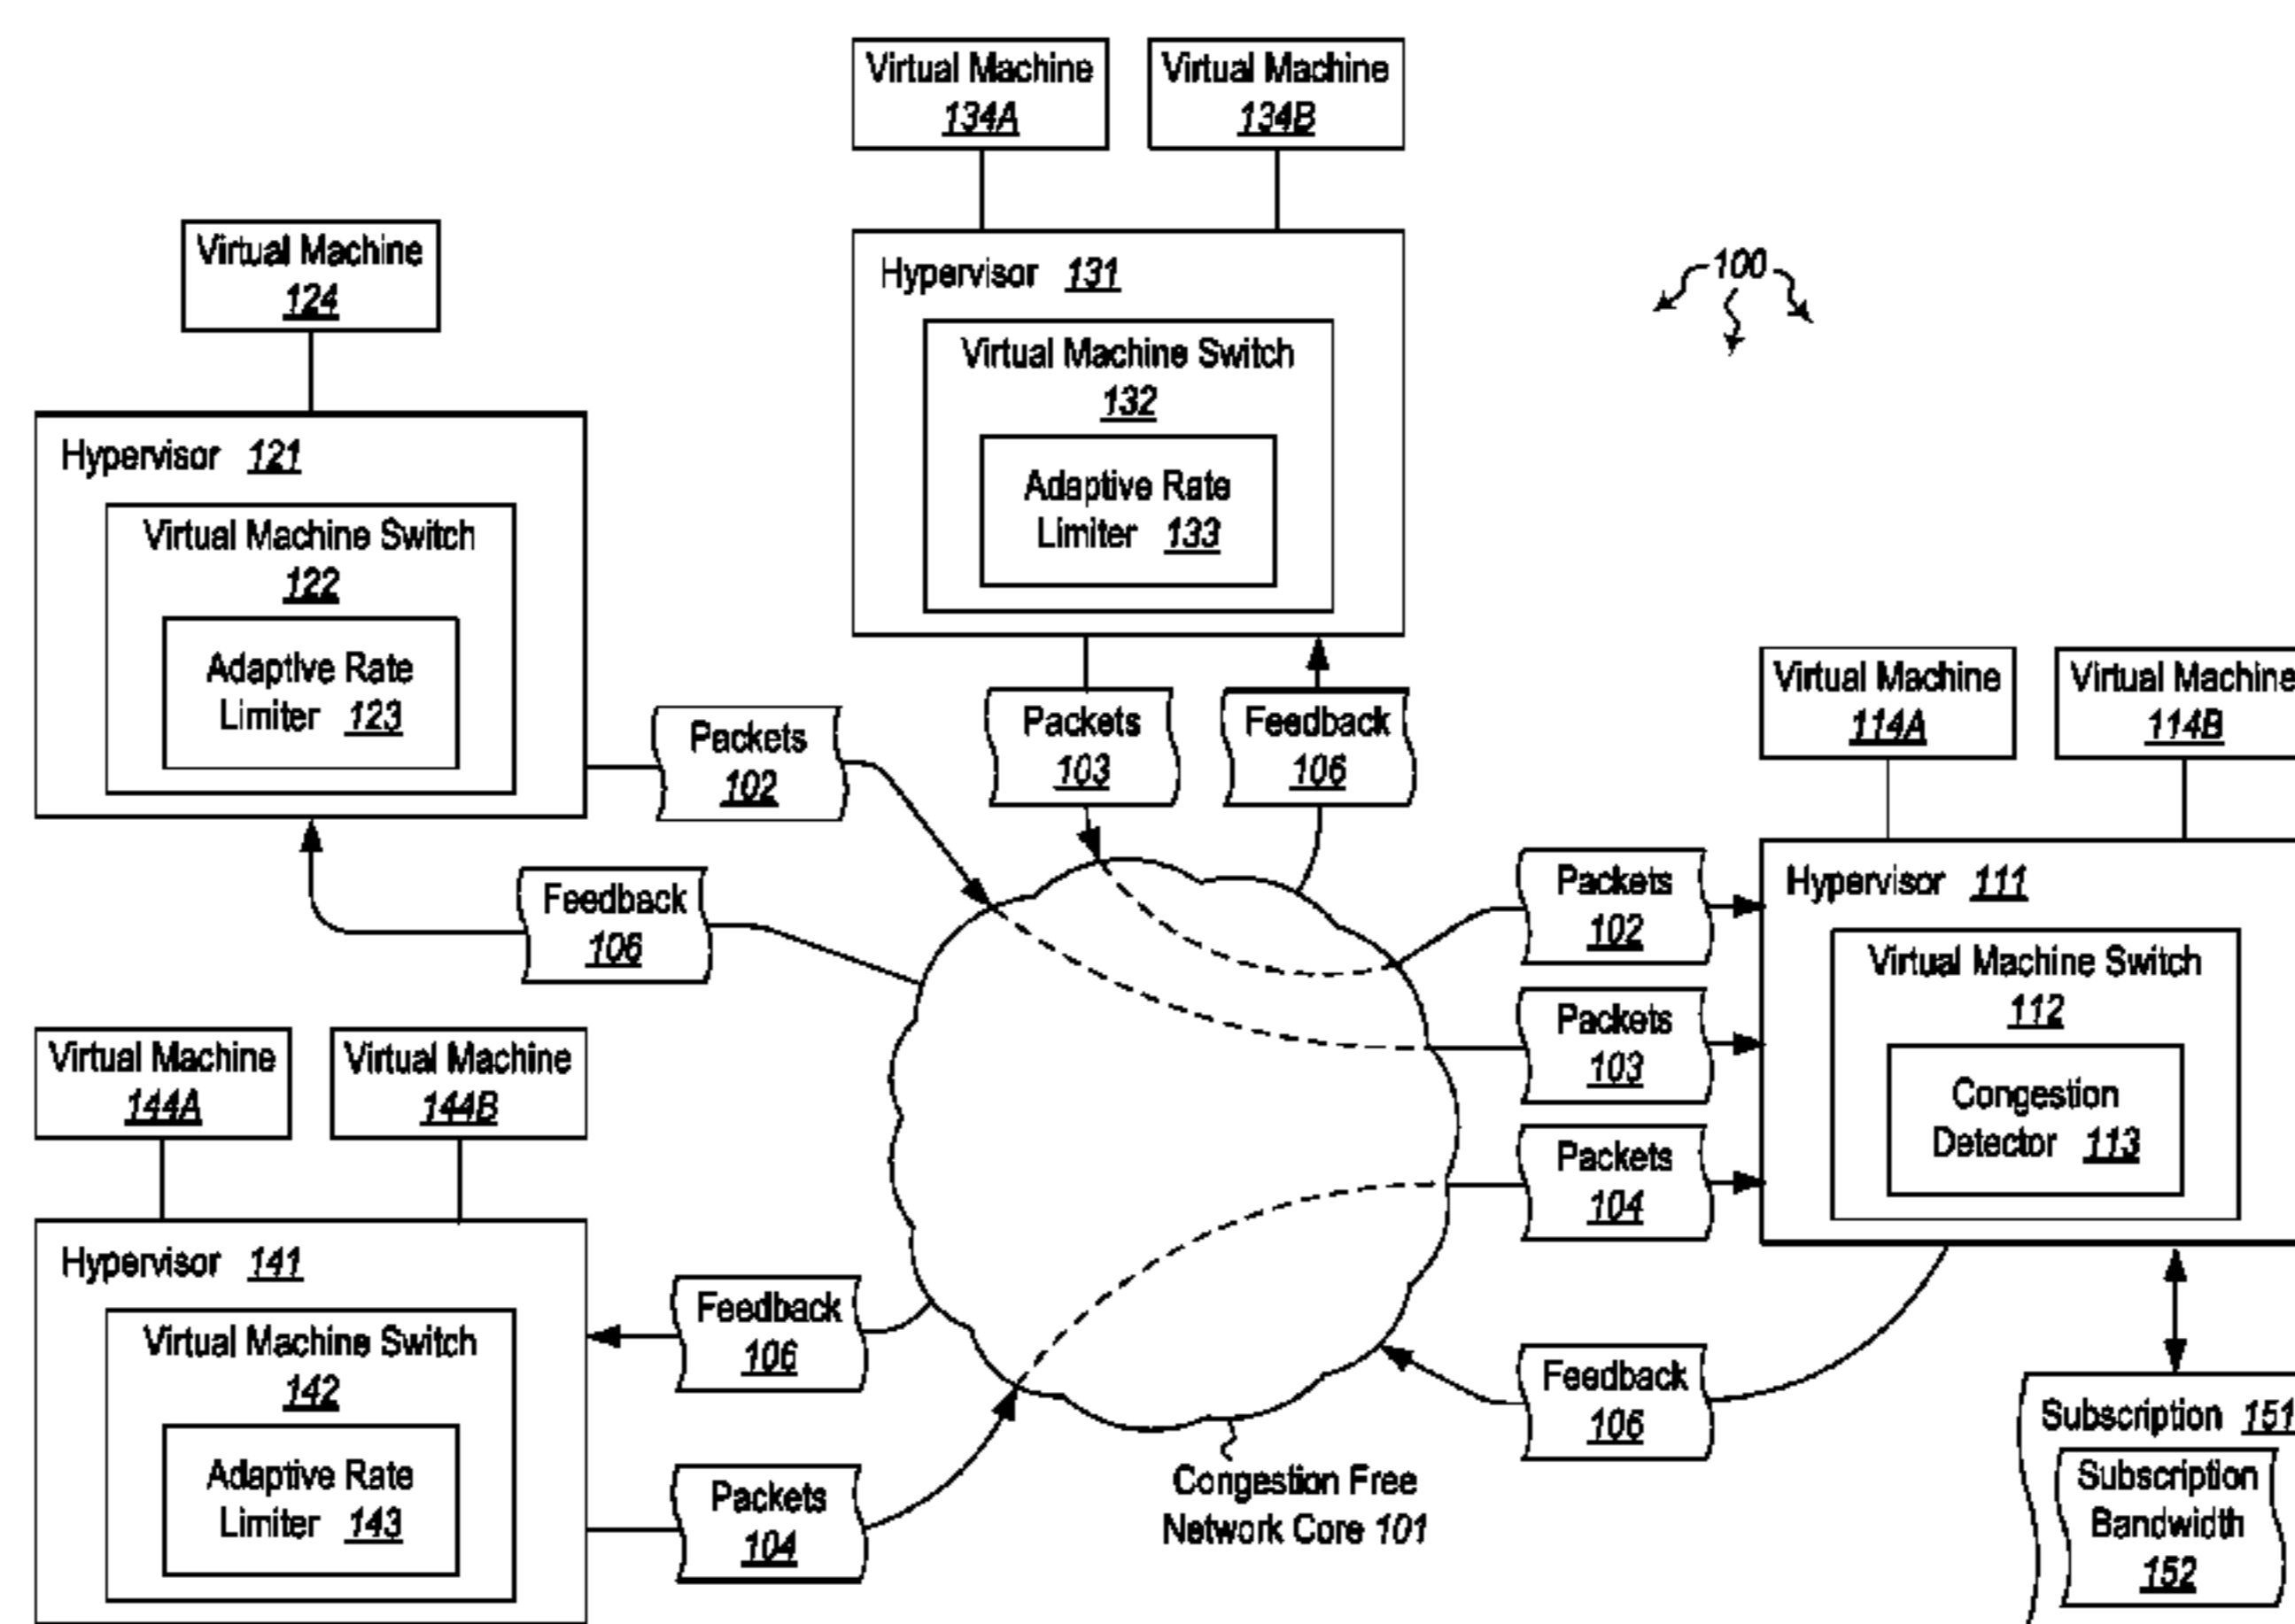 Virtual Machine
134A
Virtual Machine
134B
Virtual Machine
124
Hypervisor 131
Virtual Machine Switch
132
Adaptive Rate
Limiter 133
100
Hypervisor 121
Virtual Machine Switch
122
Adaptive Rate
Limiter 123
Packets
102
Packets
103
Feedback
106
Virtual Machine
114A
Virtual Machine
114B
Feedback
106
Packets
102
Packets
103
Packets
104
Hypervisor 111
Virtual Machine Switch
112
Congestion
Detector 113
Virtual Machine
144A
Virtual Machine
144B
Hypervisor 141
Virtual Machine Switch
142
Adaptive Rate
Limiter 143
Feedback
106
Packets
104
Congestion Free
Network Core 101
Feedback
106
Subscription 151
Subscription
Bandwidth
152